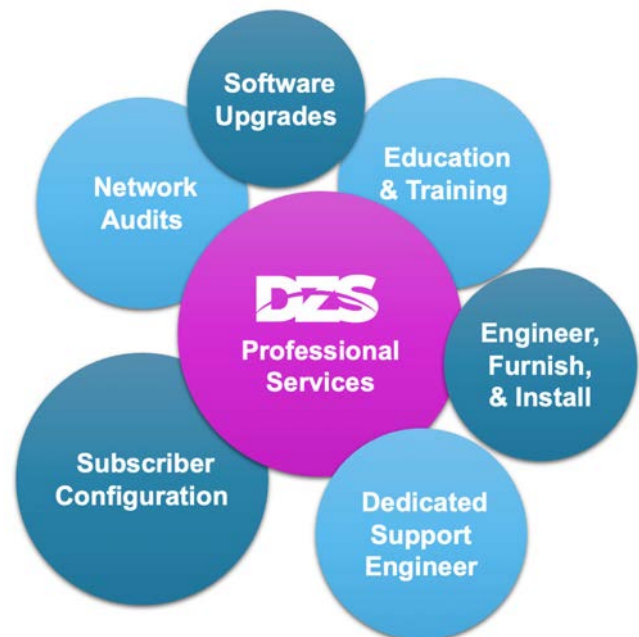 Software
Upgrades
Education
& Training
Network
Audits
DZS
Professional
Services
Engineer,
Furnish,
& Install
Subscriber
Configuration
Dedicated
Support
Engineer